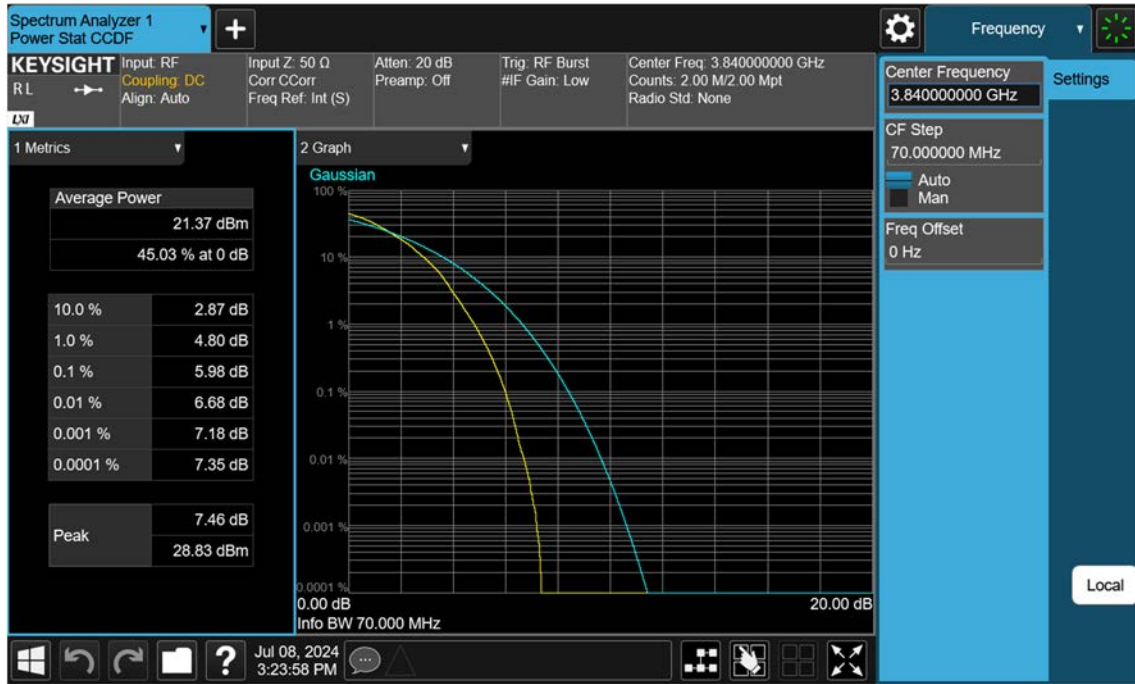 Spectrum Analyzer 1
Power Stat CCDF
Frequency
KEYSIGHT
RL
LXI
Input: RF
Coupling: DC
Align: Auto
Input Z: 50 Ω
Corr CCorr
Freq Ref: Int (S)
Atten: 20 dB
Preamp: Off
Trig: RF Burst
#IF Gain: Low
Center Freq: 3.840000000 GHz
Counts: 2.00 M/2.00 Mpt
Radio Std: None
Center Frequency
3.840000000 GHz
Settings
CF Step
70.000000 MHz
Auto
Man
Freq Offset
0 Hz
1 Metrics
Average Power
21.37 dBm
45.03 % at 0 dB
10.0 % 2.87 dB
1.0 % 4.80 dB
0.1 % 5.98 dB
0.01 % 6.68 dB
0.001 % 7.18 dB
0.0001 % 7.35 dB
Peak
7.46 dB
28.83 dBm
2 Graph
Gaussian
100 %
10 %
1 %
0.1 %
0.01 %
0.001 %
0.0001 %
0.00 dB 20.00 dB
Info BW 70.000 MHz
Local
?
Jul 08, 2024
3:23:58 PM